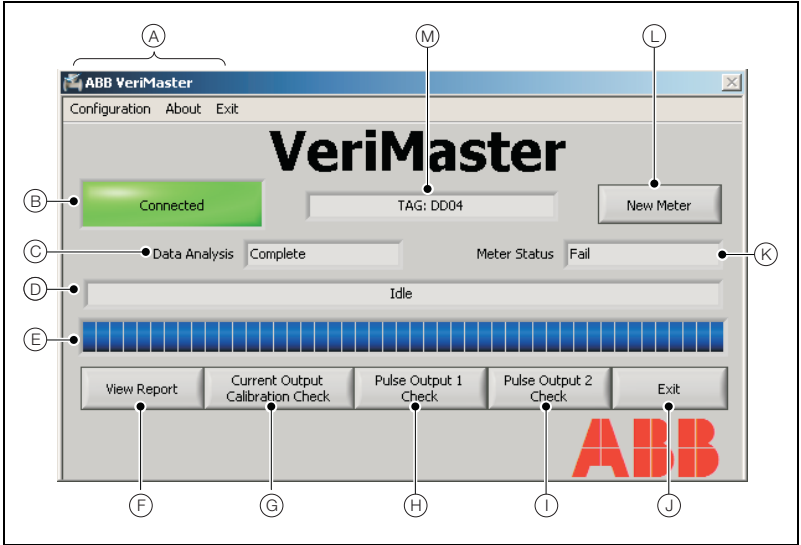 A M L
ABB VeriMaster
Configuration About Exit
VeriMaster
B Connected TAG: DD04 New Meter
C Data Analysis Complete Meter Status Fail K
D Idle
E
View Report Current Output Calibration Check Pulse Output 1 Check Pulse Output 2 Check Exit
ABB
F G H I J